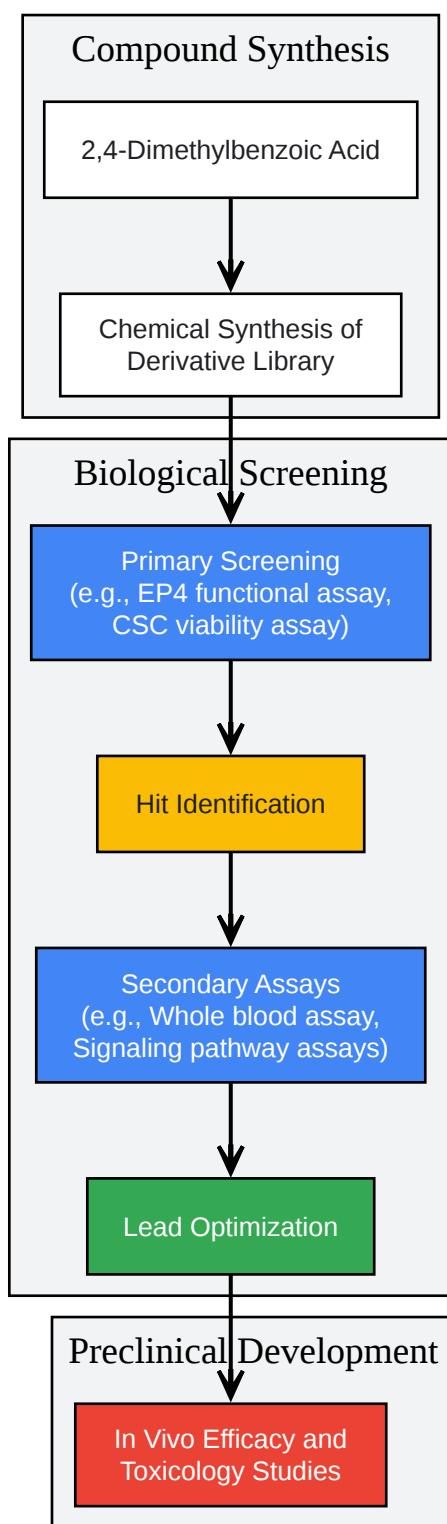 Compound Synthesis
2,4-Dimethylbenzoic Acid
Chemical Synthesis of
Derivative Library
Biological Screening
Primary Screening
(e.g., EP4 functional assay,
CSC viability assay)
Hit Identification
Secondary Assays
(e.g., Whole blood assay,
Signaling pathway assays)
Lead Optimization
Preclinical Development
In Vivo Efficacy and
Toxicology Studies